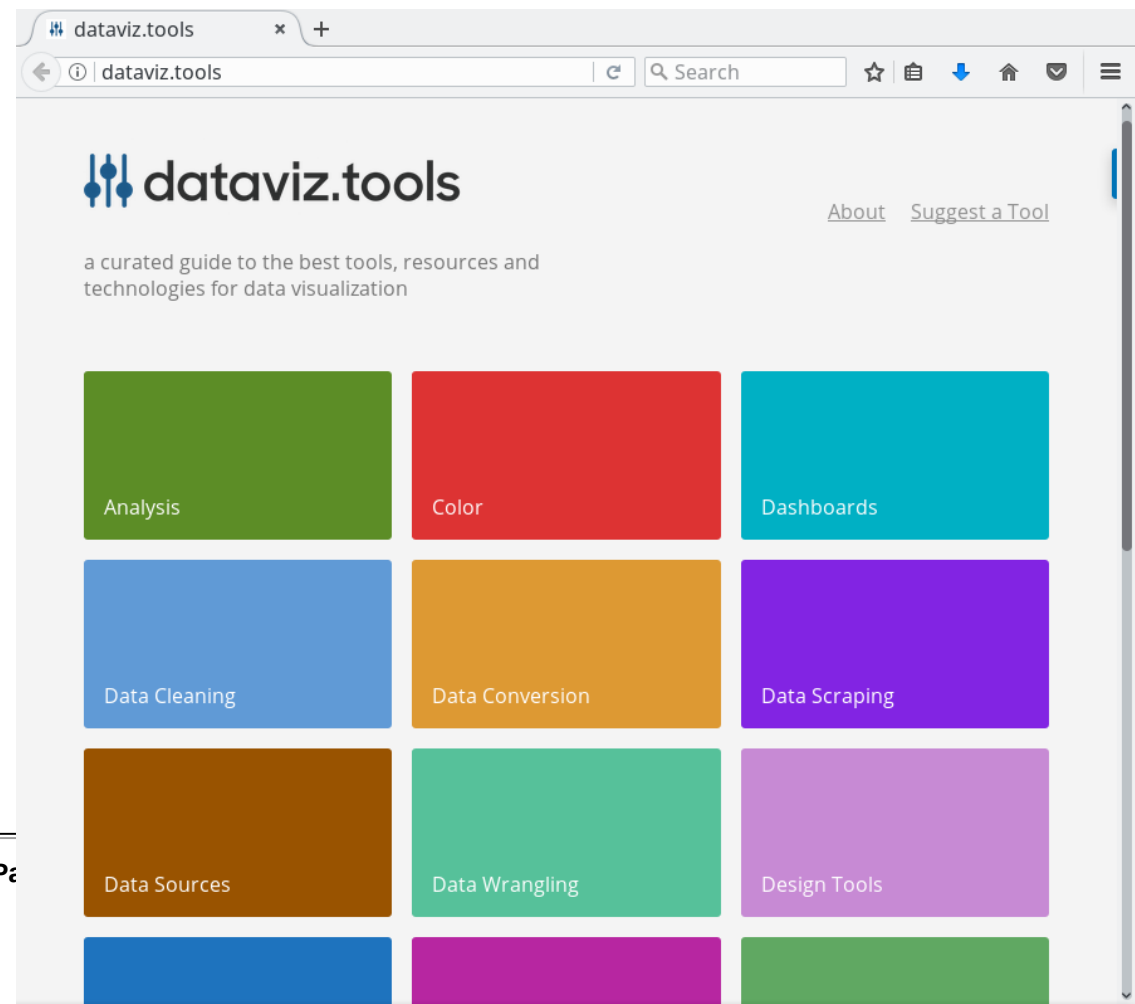 dataviz.tools
dataviz.tools
Search
dataviz.tools
About Suggest a Tool
a curated guide to the best tools, resources and
technologies for data visualization
Analysis Color Dashboards
Data Cleaning Data Conversion Data Scraping
Pa
Data Sources Data Wrangling Design Tools